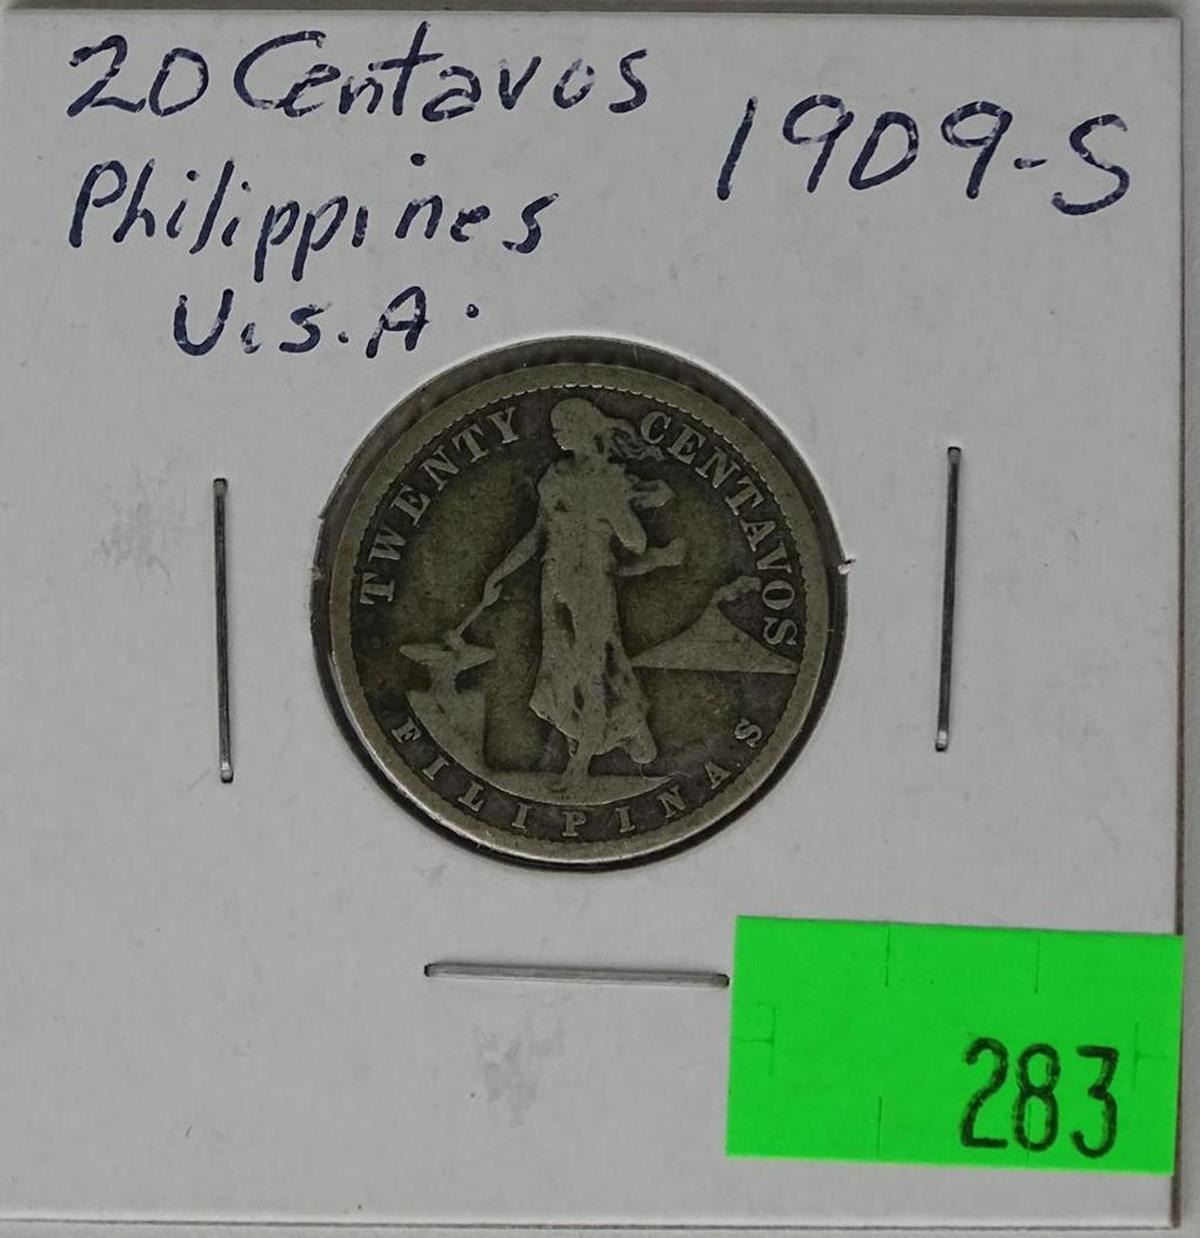 20 Centavos
1909-S
Philippines
U.S.A.
TWENTY CENTAVOS
FILIPINAS
283